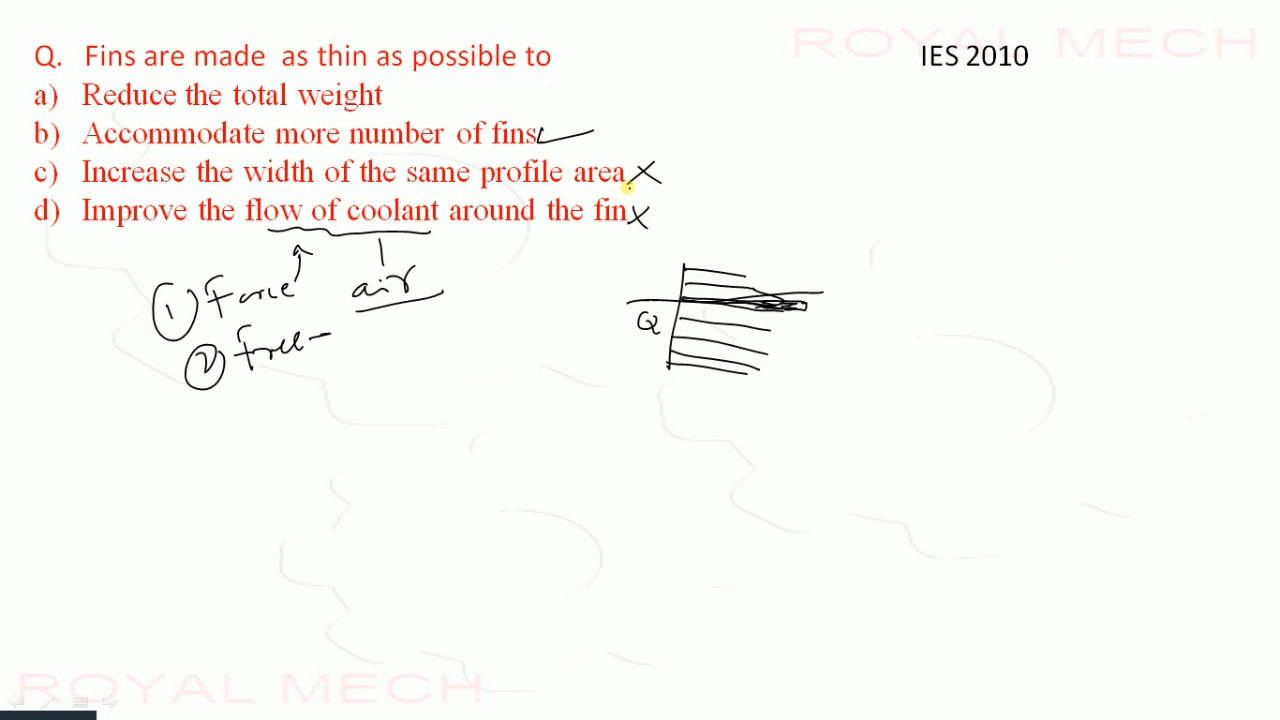 ROYAL MECH
Q. Fins are made as thin as possible to
IES 2010
a) Reduce the total weight
b) Accommodate more number of fins
c) Increase the width of the same profile area
d) Improve the flow of coolant around the fin
① Force
air
② Free-
Q
ROYAL MECH